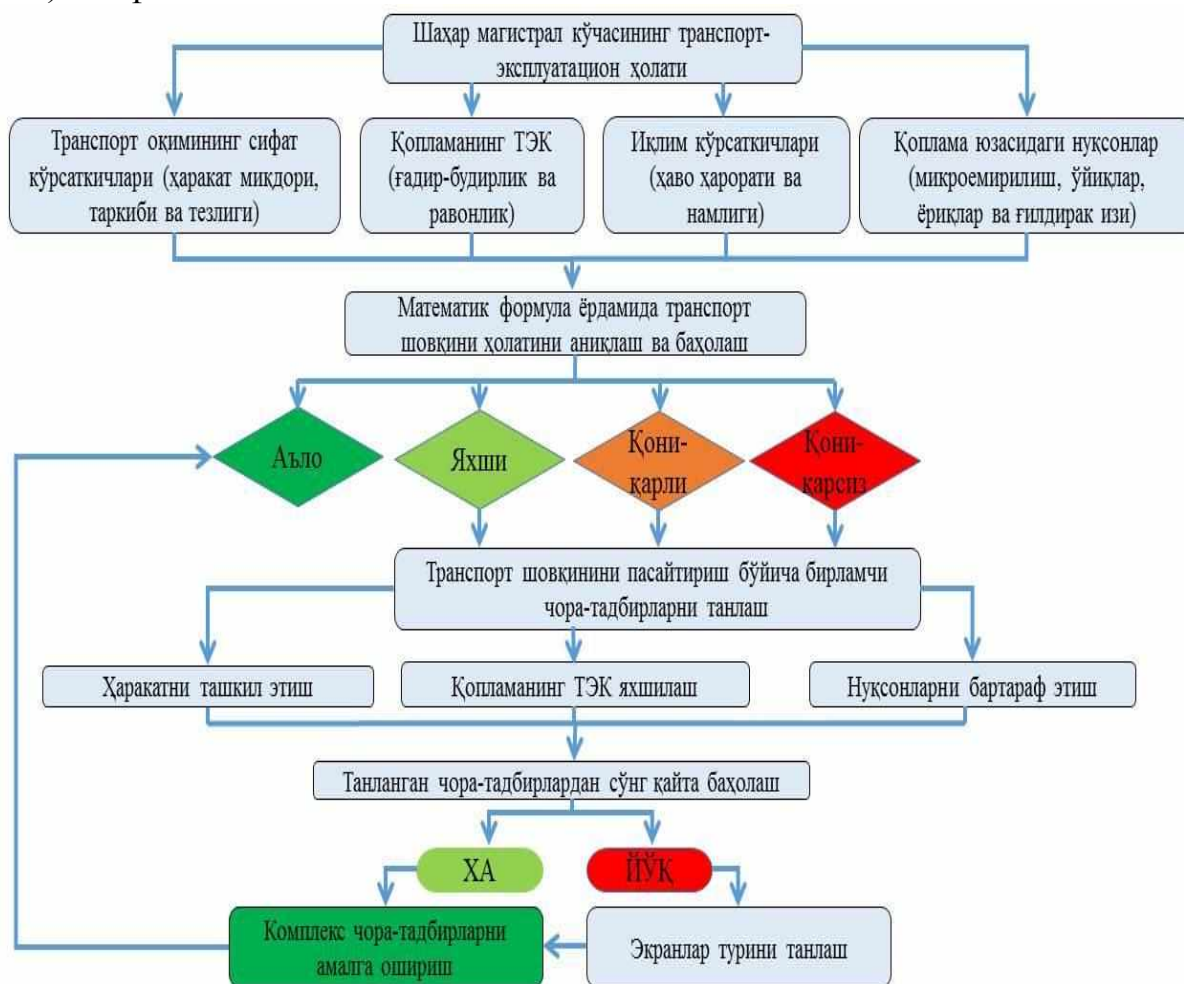 Шаҳар магистрал кўчасининг транспорт-
эксплуатацион ҳолати
Транспорт оқимининг сифат
кўрсаткичлари (ҳаракат миқдори,
таркиби ва тезлиги)
Қопламанинг ТЭК
(ғадир-будирлик ва
равонлик)
Иқлим кўрсаткичлари
(ҳаво ҳарорати ва
намлиги)
Қоплама юзасидаги нуқсонлар
(микроемирилиш, ўйиқлар,
ёриқлар ва ғилдирак изи)
Математик формула ёрдамида транспорт
шовқини ҳолатини аниқлаш ва баҳолаш
Аъло
Яхши
Қони-
қарли
Қони-
қарсиз
Транспорт шовқинини пасайтириш бўйича бирламчи
чора-тадбирларни танлаш
Ҳаракатни ташкил этиш
Қопламанинг ТЭК яхшилаш
Нуқсонларни бартараф этиш
Танланган чора-тадбирлардан сўнг қайта баҳолаш
ХА
ЙЎҚ
Комплекс чора-тадбирларни
амалга ошириш
Экранлар турини танлаш